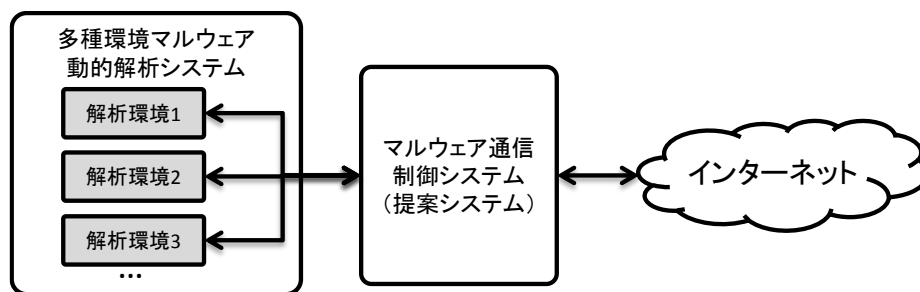 多種環境マルウェア
動的解析システム
解析環境1
解析環境2
解析環境3
…
マルウェア通信
制御システム
（提案システム）
インターネット